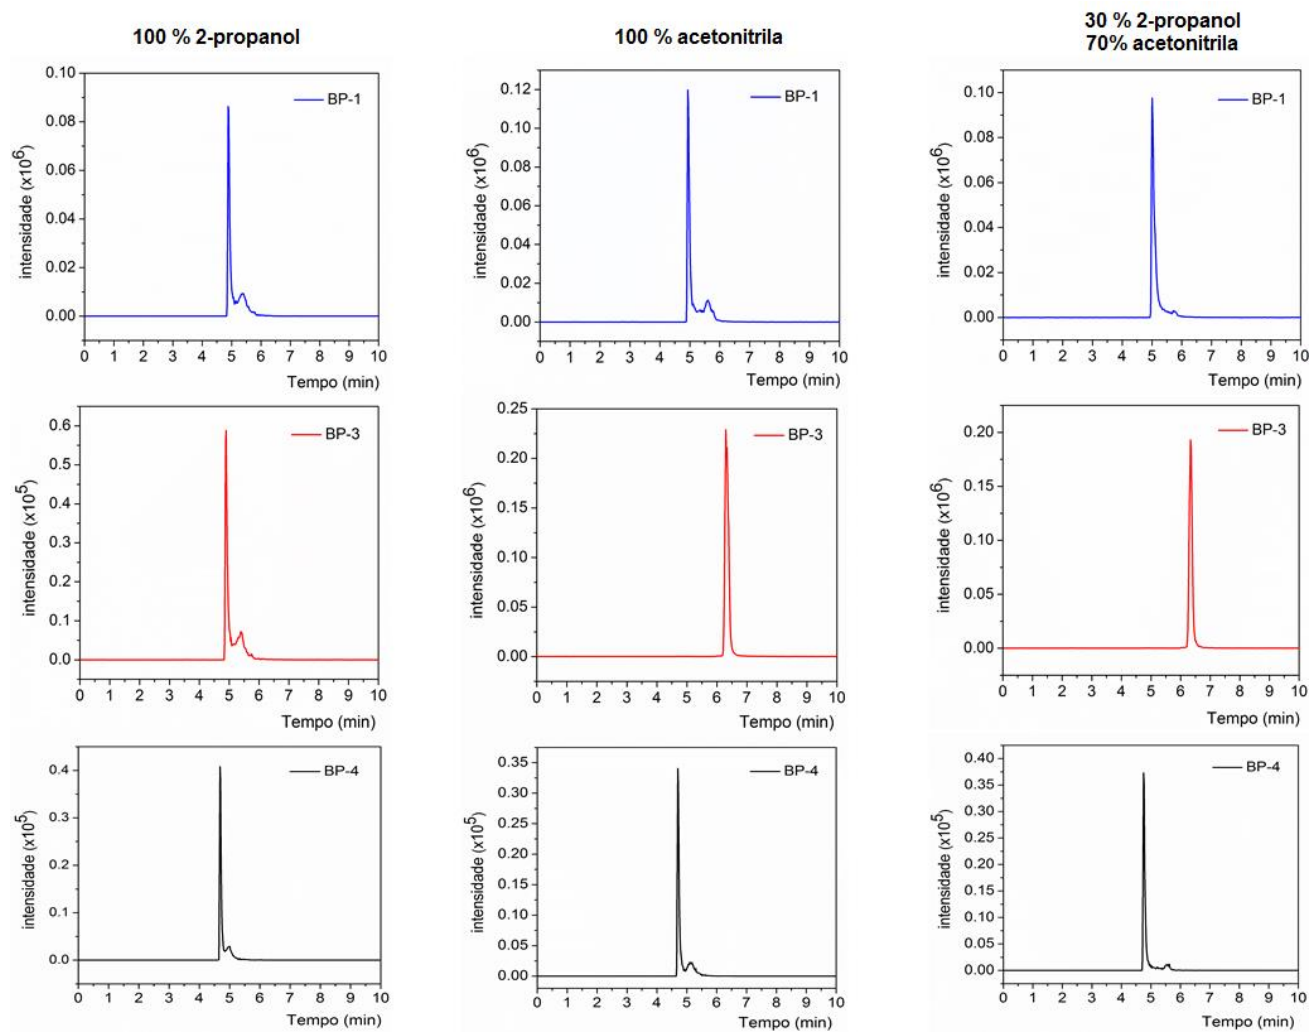 100 % 2-propanol
100 % acetonitrila
30 % 2-propanol
70% acetonitrila
intensidade (x10⁶)
0.10
0.08
0.06
0.04
0.02
0.00
BP-1
0 1 2 3 4 5 6 7 8 9 10
Tempo (min)
intensidade (x10⁶)
0.12
0.10
0.08
0.06
0.04
0.02
0.00
BP-1
0 1 2 3 4 5 6 7 8 9 10
Tempo (min)
intensidade (x10⁶)
0.10
0.08
0.06
0.04
0.02
0.00
BP-1
0 1 2 3 4 5 6 7 8 9 10
Tempo (min)
intensidade (x10⁵)
0.6
0.5
0.4
0.3
0.2
0.1
0.0
BP-3
0 1 2 3 4 5 6 7 8 9 10
Tempo (min)
intensidade (x10⁶)
0.25
0.20
0.15
0.10
0.05
0.00
BP-3
0 1 2 3 4 5 6 7 8 9 10
Tempo (min)
intensidade (x10⁶)
0.20
0.15
0.10
0.05
0.00
BP-3
0 1 2 3 4 5 6 7 8 9 10
Tempo (min)
intensidade (x10⁵)
0.4
0.3
0.2
0.1
0.0
BP-4
0 1 2 3 4 5 6 7 8 9 10
Tempo (min)
intensidade (x10⁵)
0.35
0.30
0.25
0.20
0.15
0.10
0.05
0.00
BP-4
0 1 2 3 4 5 6 7 8 9 10
Tempo (min)
intensidade (x10⁵)
0.40
0.35
0.30
0.25
0.20
0.15
0.10
0.05
0.00
BP-4
0 1 2 3 4 5 6 7 8 9 10
Tempo (min)